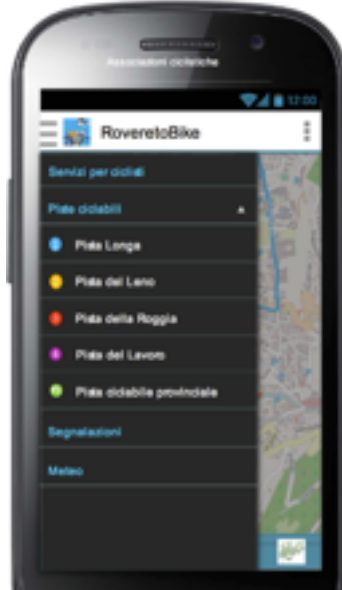 Associazioni ciclistiche
12:00
RoveretoBike
Servizi per ciclisti
Piste ciclabili
Pista Longa
Pista del Leno
Pista della Roggia
Pista del Lavoro
Pista ciclabile provinciale
Segnalazioni
Meteo